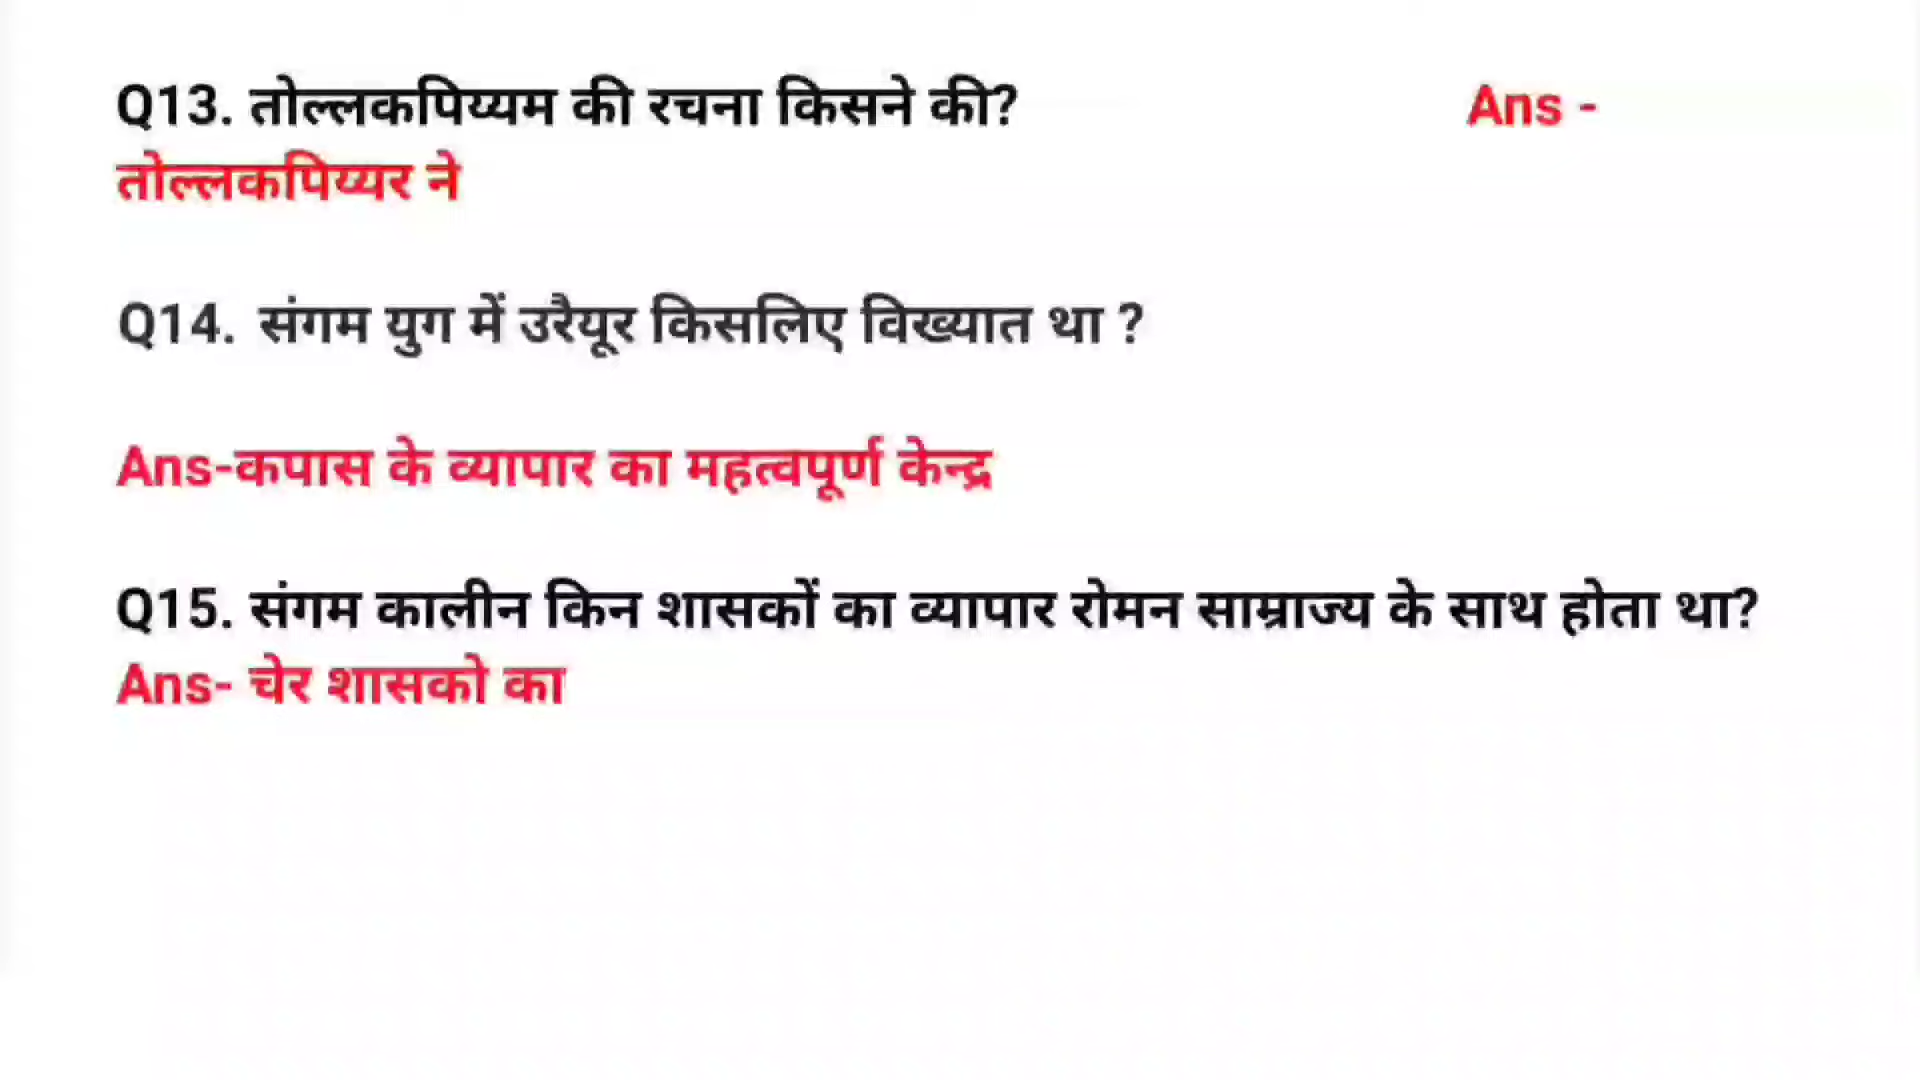 Q13. तोल्लकपिय्यम की रचना किसने की? Ans -
तोल्लकपिय्यर ने
Q14. संगम युग में उरैयूर किसलिए विख्यात था ?
Ans-कपास के व्यापार का महत्वपूर्ण केन्द्र
Q15. संगम कालीन किन शासकों का व्यापार रोमन साम्राज्य के साथ होता था?
Ans- चेर शासको का